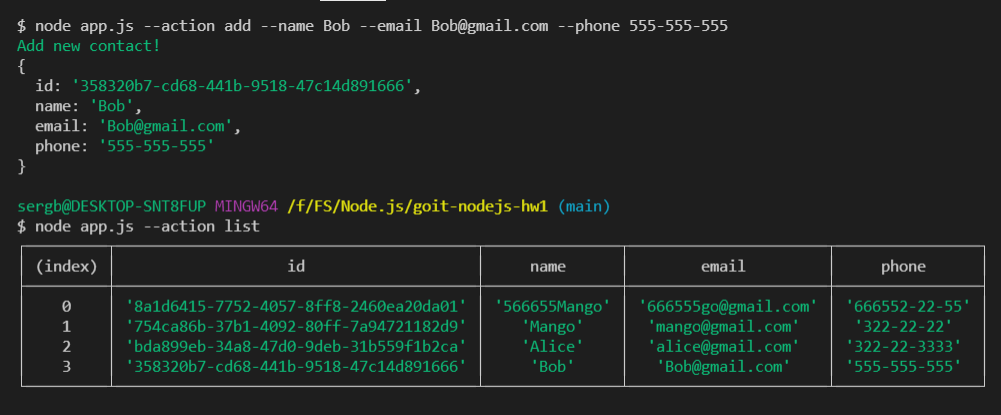 $ node app.js --action add --name Bob --email Bob@gmail.com --phone 555-555-555
Add new contact!
{
  id: '358320b7-cd68-441b-9518-47c14d891666',
  name: 'Bob',
  email: 'Bob@gmail.com',
  phone: '555-555-555'
}
sergb@DESKTOP-SNT8FUP MINGW64 /f/FS/Node.js/goit-nodejs-hw1 (main)
$ node app.js --action list
(index) id name email phone
0 '8a1d6415-7752-4057-8ff8-2460ea20da01' '566655Mango' '666555go@gmail.com' '666552-22-55'
1 '754ca86b-37b1-4092-80ff-7a94721182d9' 'Mango' 'mango@gmail.com' '322-22-22'
2 'bda899eb-34a8-47d0-9deb-31b559f1b2ca' 'Alice' 'alice@gmail.com' '322-22-3333'
3 '358320b7-cd68-441b-9518-47c14d891666' 'Bob' 'Bob@gmail.com' '555-555-555'